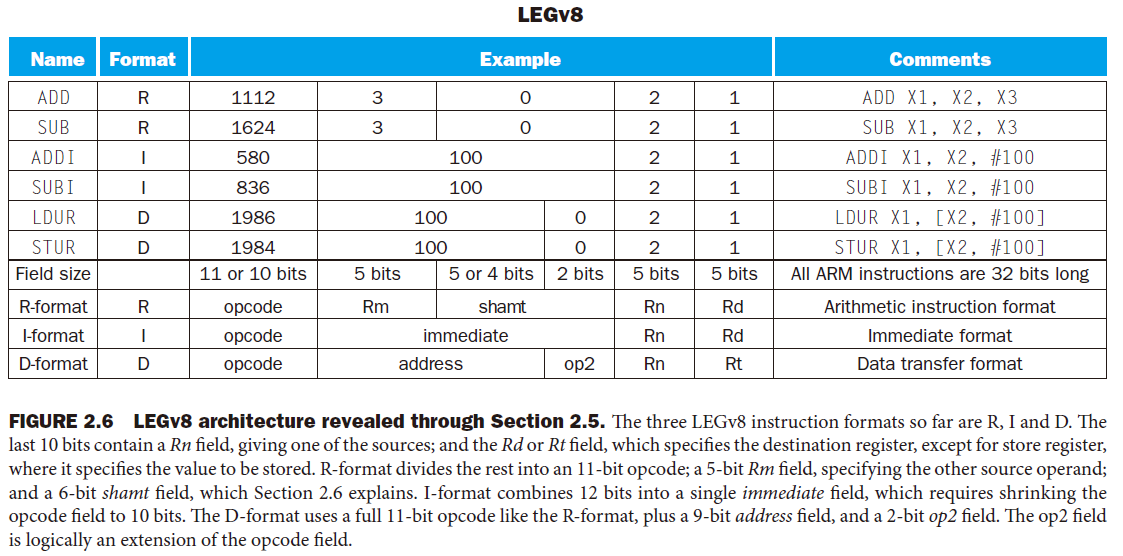 LEGv8
Name Format Example Comments
ADD R 1112 3 0 2 1 ADD X1, X2, X3
SUB R 1624 3 0 2 1 SUB X1, X2, X3
ADDI I 580 100 2 1 ADDI X1, X2, #100
SUBI I 836 100 2 1 SUBI X1, X2, #100
LDUR D 1986 100 0 2 1 LDUR X1, [X2, #100]
STUR D 1984 100 0 2 1 STUR X1, [X2, #100]
Field size 11 or 10 bits 5 bits 5 or 4 bits 2 bits 5 bits 5 bits All ARM instructions are 32 bits long
R-format R opcode Rm shamt Rn Rd Arithmetic instruction format
I-format I opcode immediate Rn Rd Immediate format
D-format D opcode address op2 Rn Rt Data transfer format
FIGURE 2.6 LEGv8 architecture revealed through Section 2.5. The three LEGv8 instruction formats so far are R, I and D. The
last 10 bits contain a Rn field, giving one of the sources; and the Rd or Rt field, which specifies the destination register, except for store register,
where it specifies the value to be stored. R-format divides the rest into an 11-bit opcode; a 5-bit Rm field, specifying the other source operand;
and a 6-bit shamt field, which Section 2.6 explains. I-format combines 12 bits into a single immediate field, which requires shrinking the
opcode field to 10 bits. The D-format uses a full 11-bit opcode like the R-format, plus a 9-bit address field, and a 2-bit op2 field. The op2 field
is logically an extension of the opcode field.